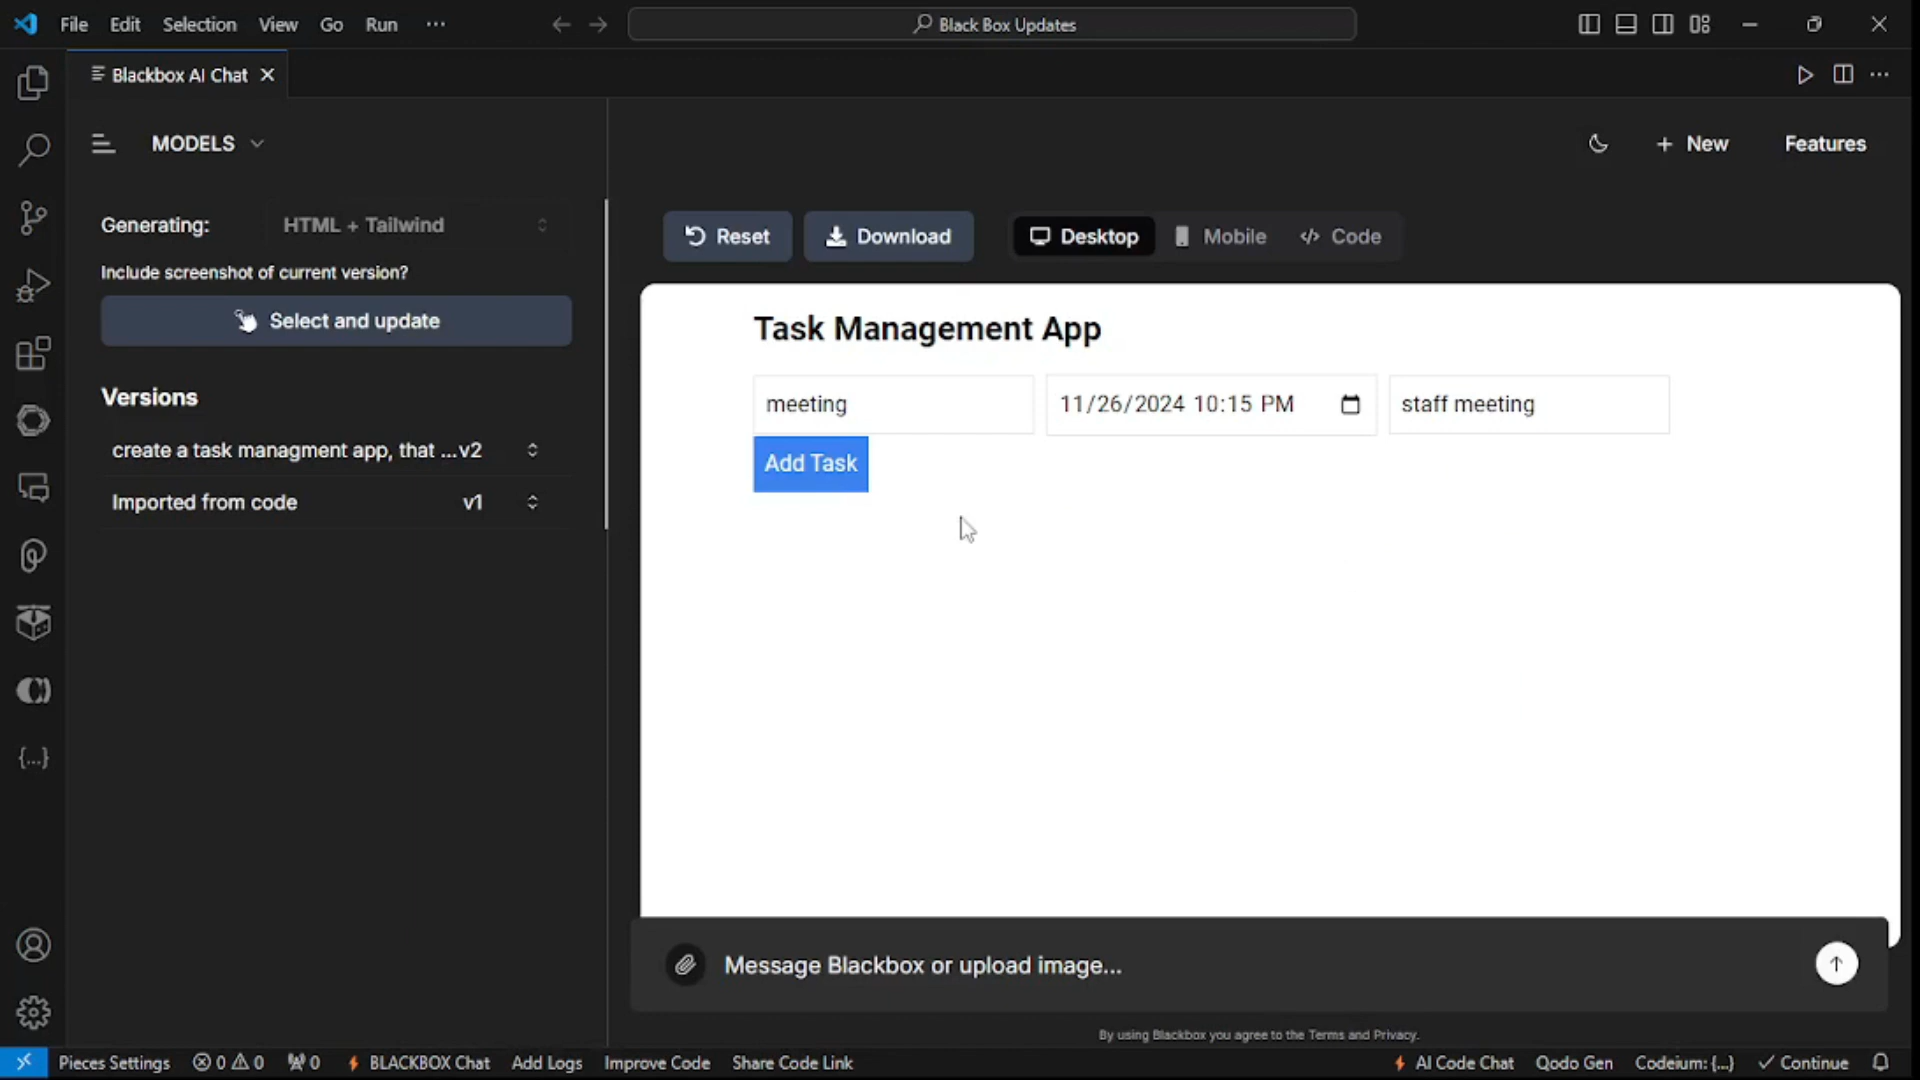 File Edit Selection View Go Run ...
Black Box Updates
Blackbox AI Chat
MODELS
New
Features
Generating: HTML + Tailwind
Include screenshot of current version?
Select and update
Versions
create a task managment app, that ... v2
Imported from code v1
Reset
Download
Desktop
Mobile
</> Code
Task Management App
meeting
11/26/2024 10:15 PM
staff meeting
Add Task
Message Blackbox or upload image...
By using Blackbox you agree to the Terms and Privacy.
Pieces Settings 0 0 0 BLACKBOX Chat Add Logs Improve Code Share Code Link AI Code Chat Qodo Gen Codeium: {...} Continue